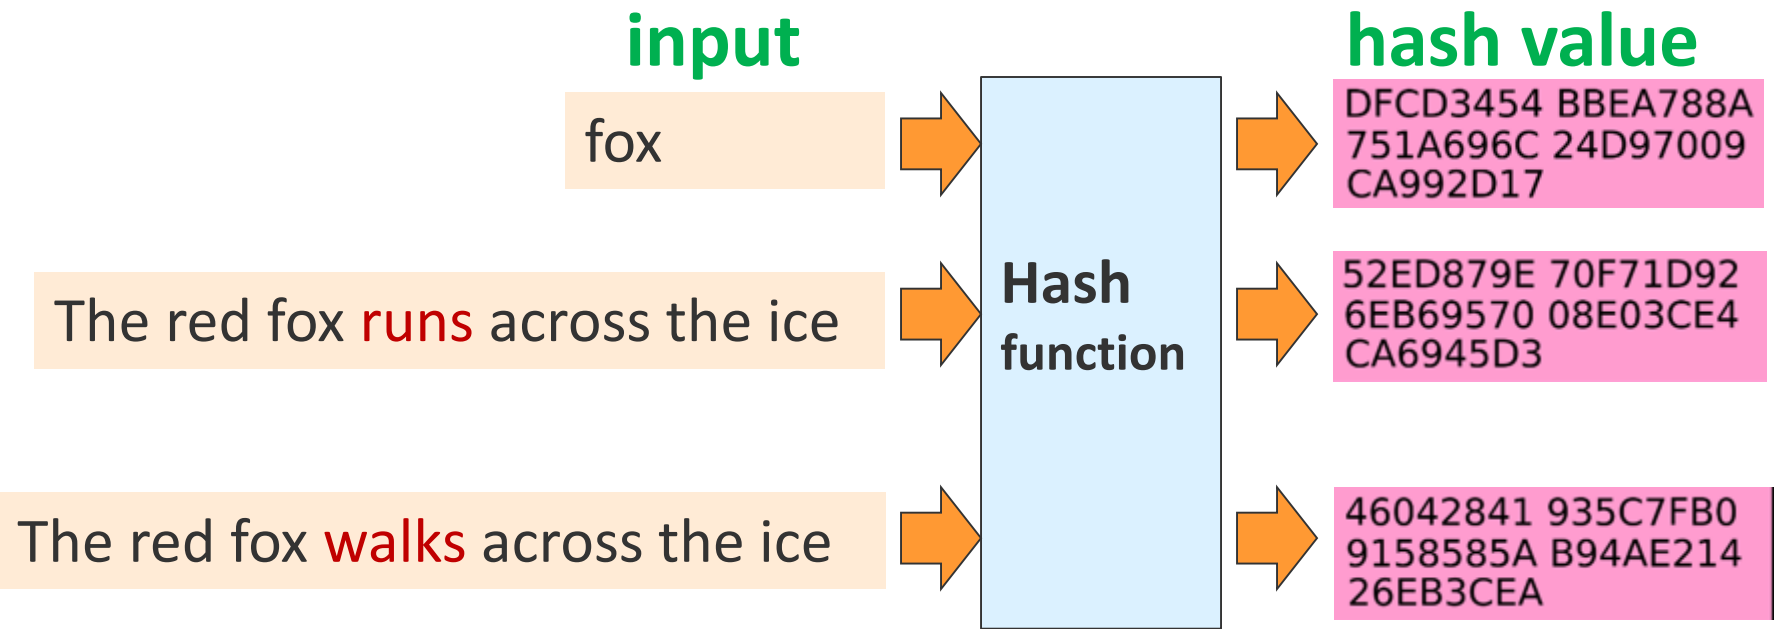 input
hash value
fox
DFCD3454 BBEA788A
751A696C 24D97009
CA992D17
The red fox runs across the ice
Hash
function
52ED879E 70F71D92
6EB69570 08E03CE4
CA6945D3
The red fox walks across the ice
46042841 935C7FB0
9158585A B94AE214
26EB3CEA